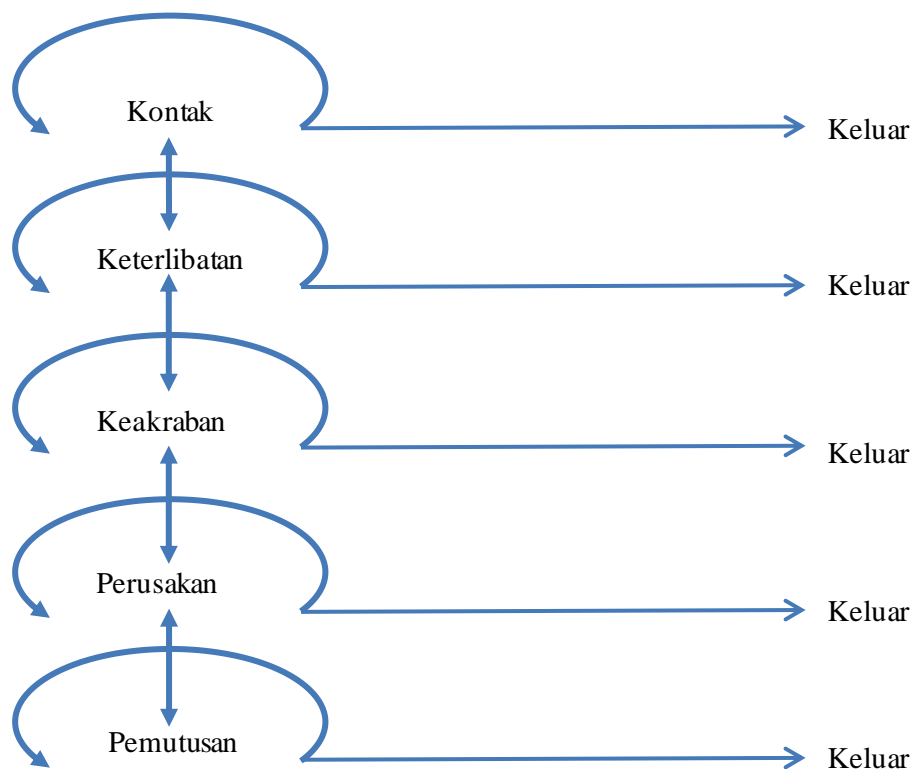 Kontak
Keluar
Keterlibatan
Keluar
Keakraban
Keluar
Perusakan
Keluar
Pemutusan
Keluar